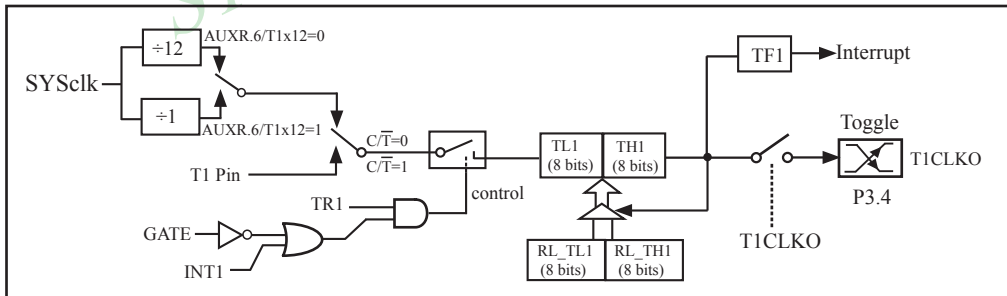 ÷12
AUXR.6/T1x12=0
SYSclk
÷1
AUXR.6/T1x12=1
T1 Pin
C/T̅=0
C/T̅=1
TR1
control
GATE
INT1
TL1
(8 bits)
TH1
(8 bits)
RL_TL1
(8 bits)
RL_TH1
(8 bits)
TF1
Interrupt
Toggle
T1CLKO
P3.4
T1CLKO